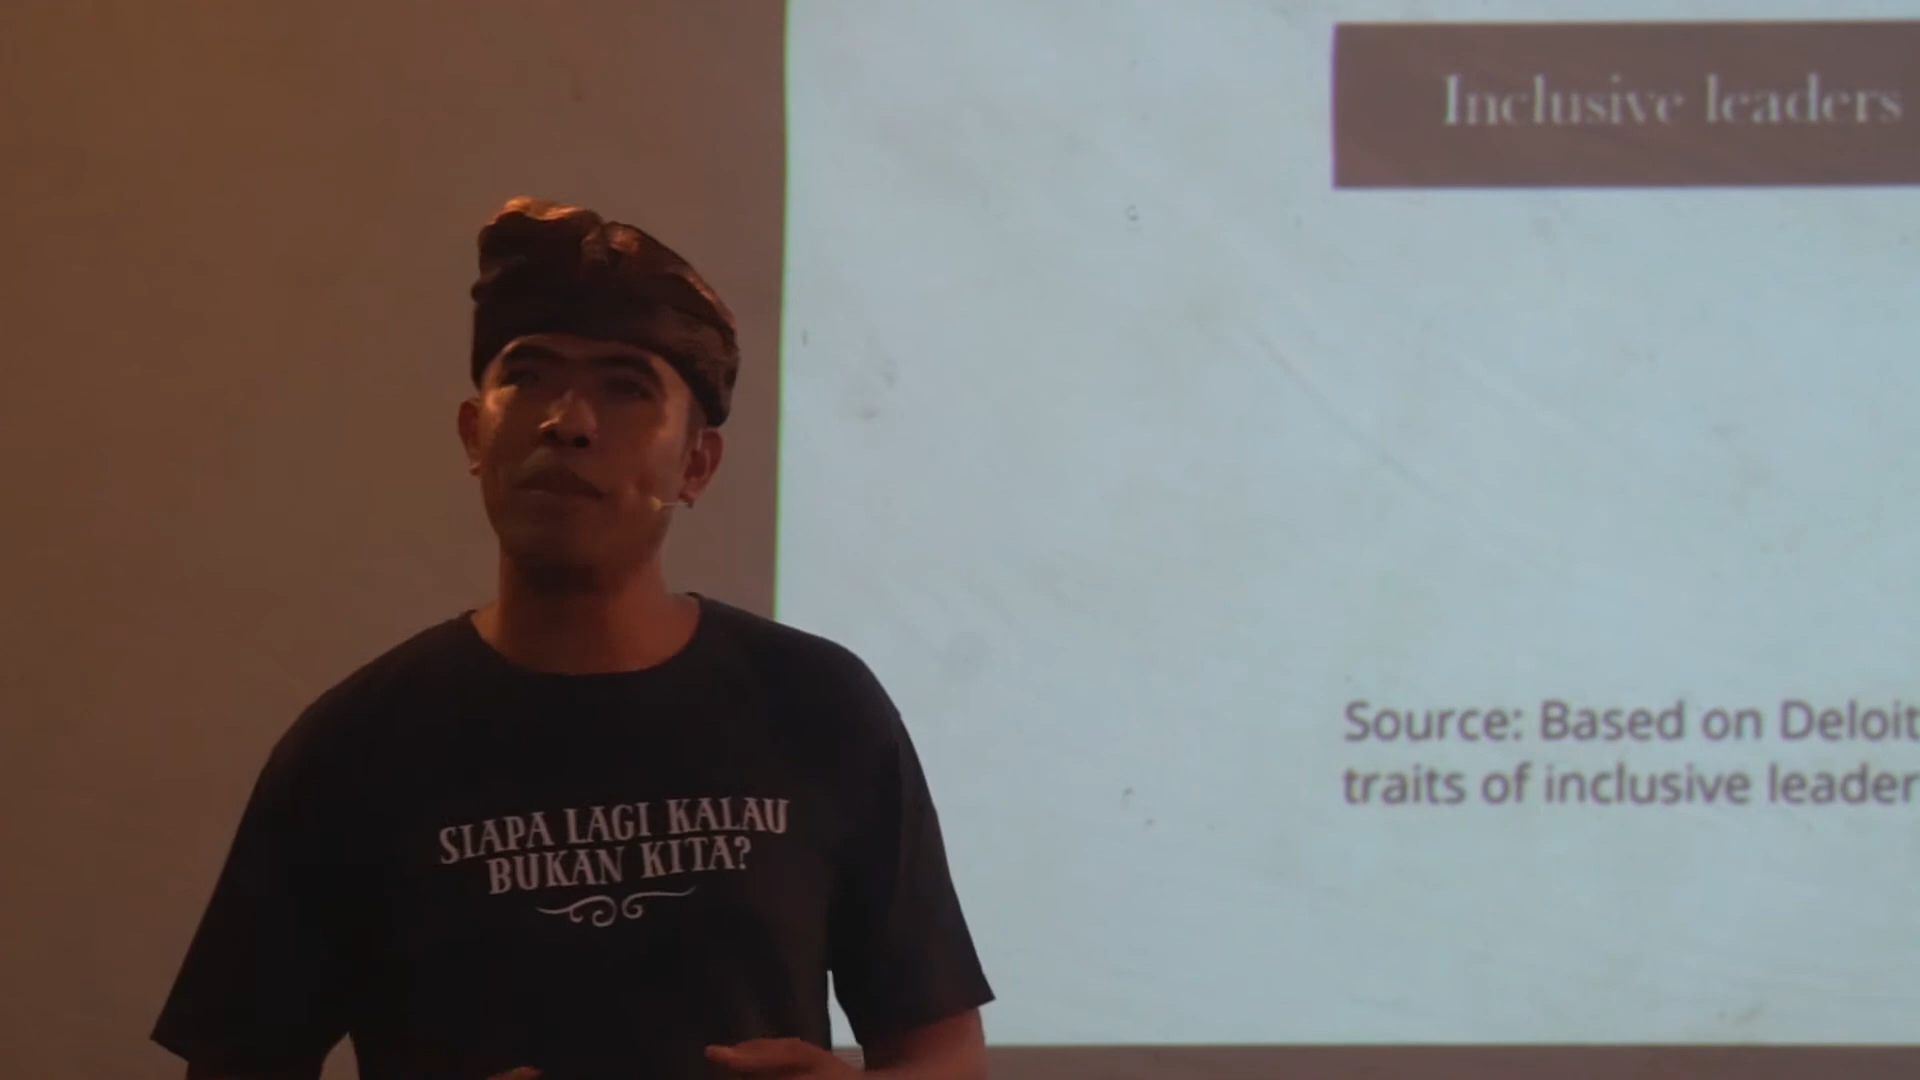 Inclusive leaders
Source: Based on Deloit
traits of inclusive leader
SIAPA LAGI KALAU
BUKAN KITA?